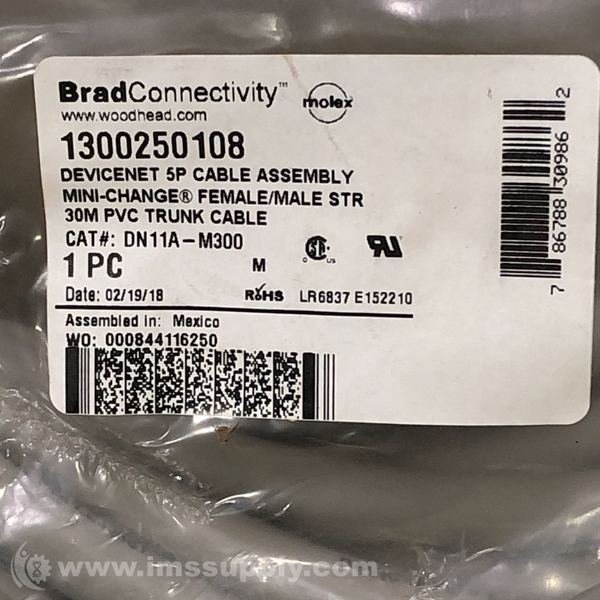 BradConnectivity™
molex
www.woodhead.com
1300250108
DEVICENET 5P CABLE ASSEMBLY
MINI-CHANGE® FEMALE/MALE STR
30M PVC TRUNK CABLE
CAT#: DN11A-M300
1 PC
M
Date: 02/19/18
RoHS
LR6837 E152210
Assembled in: Mexico
WO: 000844116250
7 86788 30986 2
www.imssupply.com